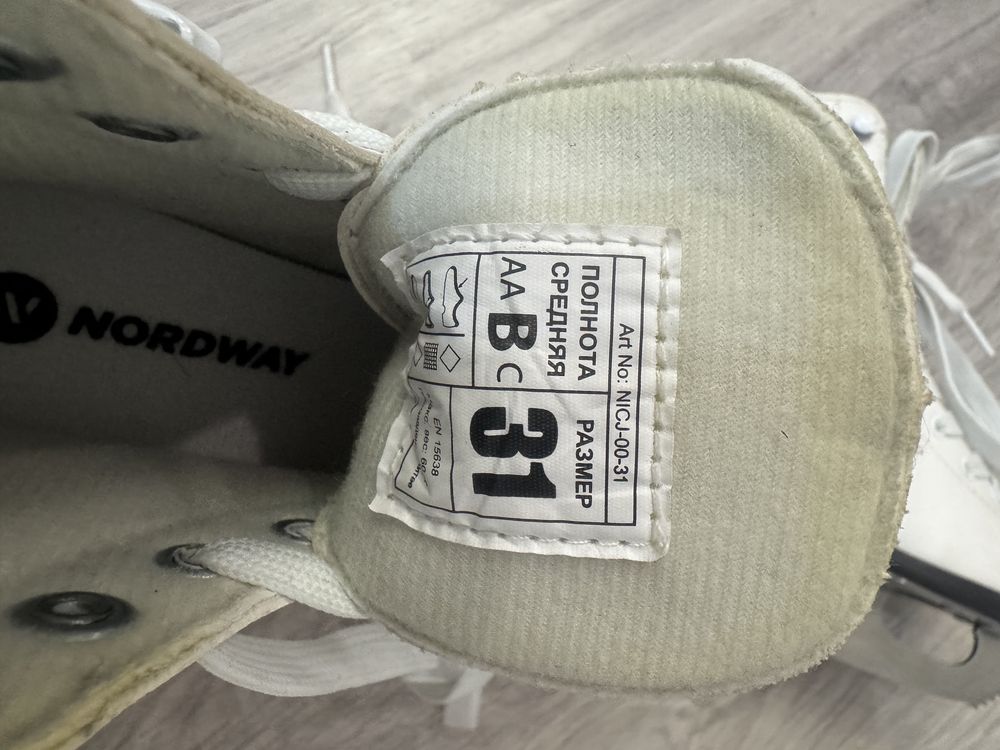 NORDWAY
Art No: NICJ-00-31
ПОЛНОТА
СРЕДНЯЯ
AA B C
РАЗМЕР
31
EN 15638